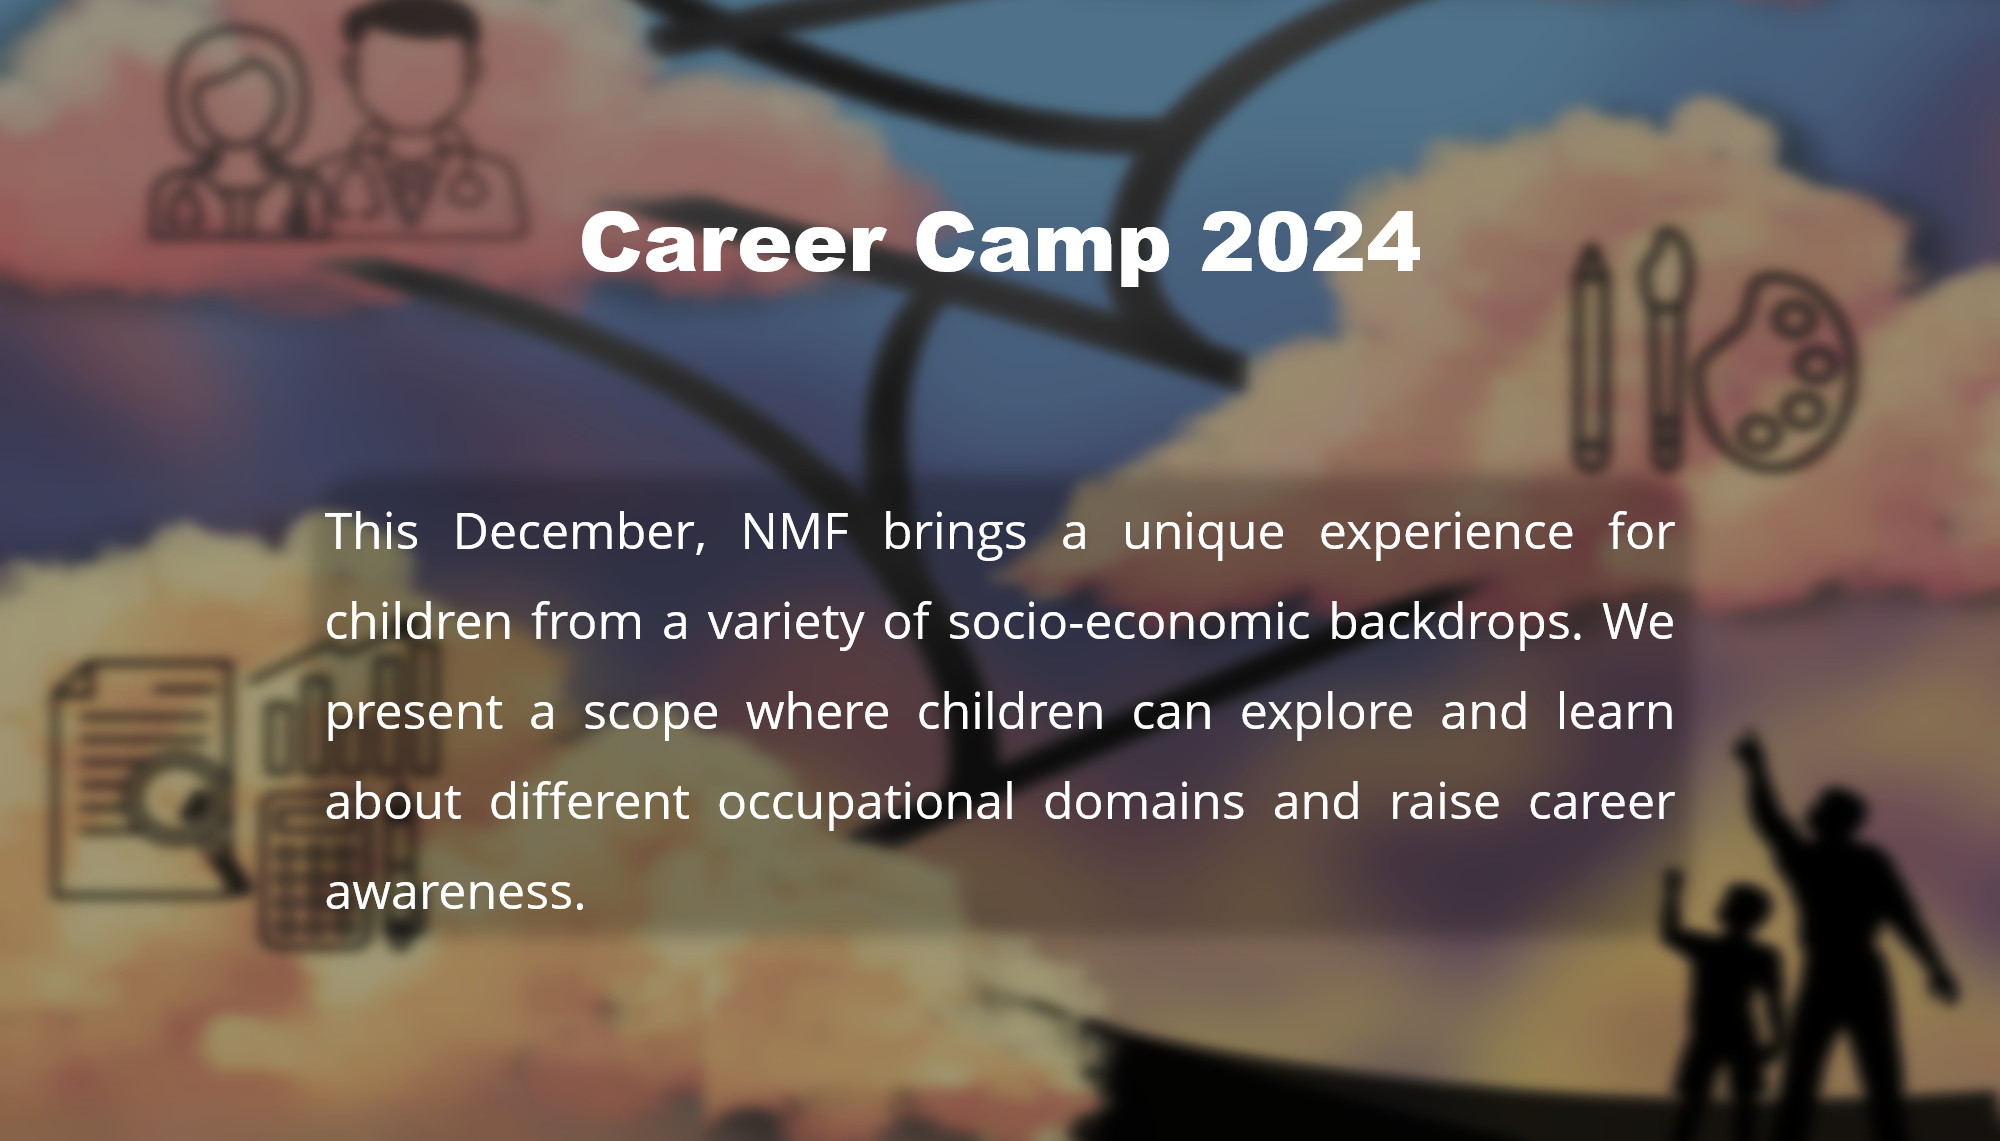 Career Camp 2024
This December, NMF brings a unique experience for
children from a variety of socio-economic backdrops. We
present a scope where children can explore and learn
about different occupational domains and raise career
awareness.